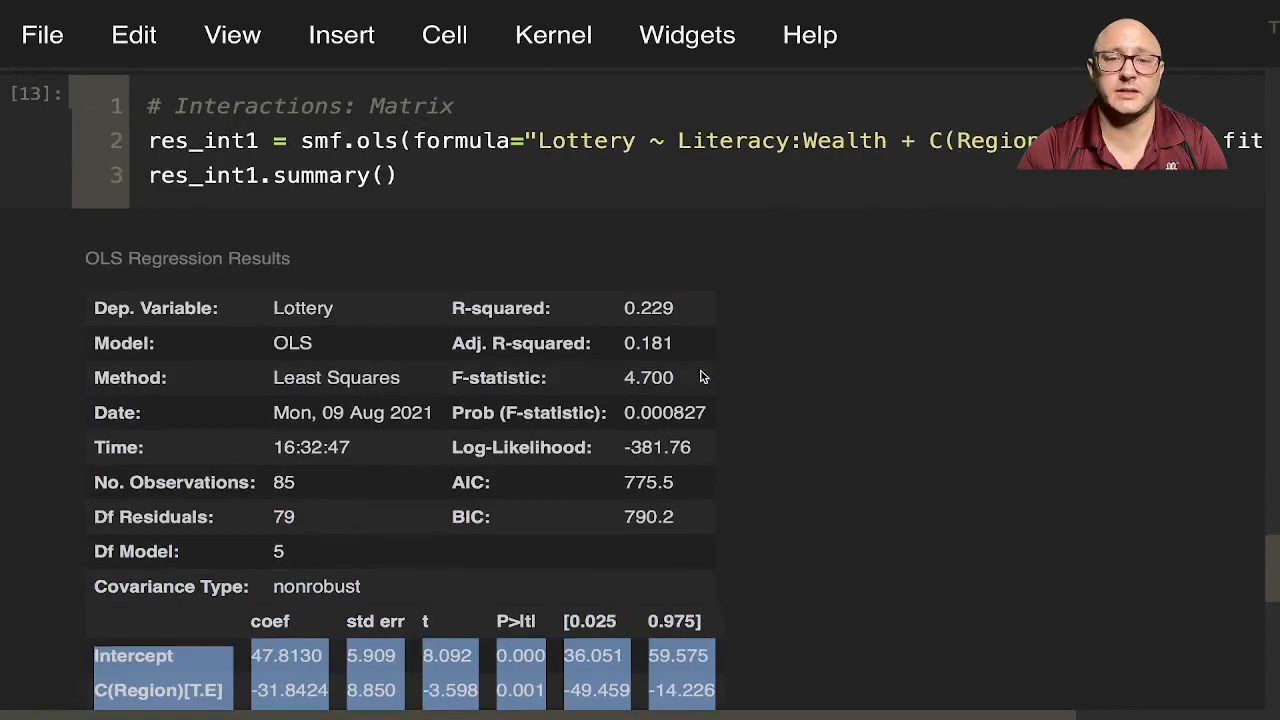 File Edit View Insert Cell Kernel Widgets Help
[13]:
1 # Interactions: Matrix
2 res_int1 = smf.ols(formula="Lottery ~ Literacy:Wealth + C(Region fit
3 res_int1.summary()
OLS Regression Results
Dep. Variable: Lottery R-squared: 0.229
Model: OLS Adj. R-squared: 0.181
Method: Least Squares F-statistic: 4.700
Date: Mon, 09 Aug 2021 Prob (F-statistic): 0.000827
Time: 16:32:47 Log-Likelihood: -381.76
No. Observations: 85 AIC: 775.5
Df Residuals: 79 BIC: 790.2
Df Model: 5
Covariance Type: nonrobust
coef std err t P>|t| [0.025 0.975]
Intercept 47.8130 5.909 8.092 0.000 36.051 59.575
C(Region)[T.E] -31.8424 8.850 -3.598 0.001 -49.459 -14.226